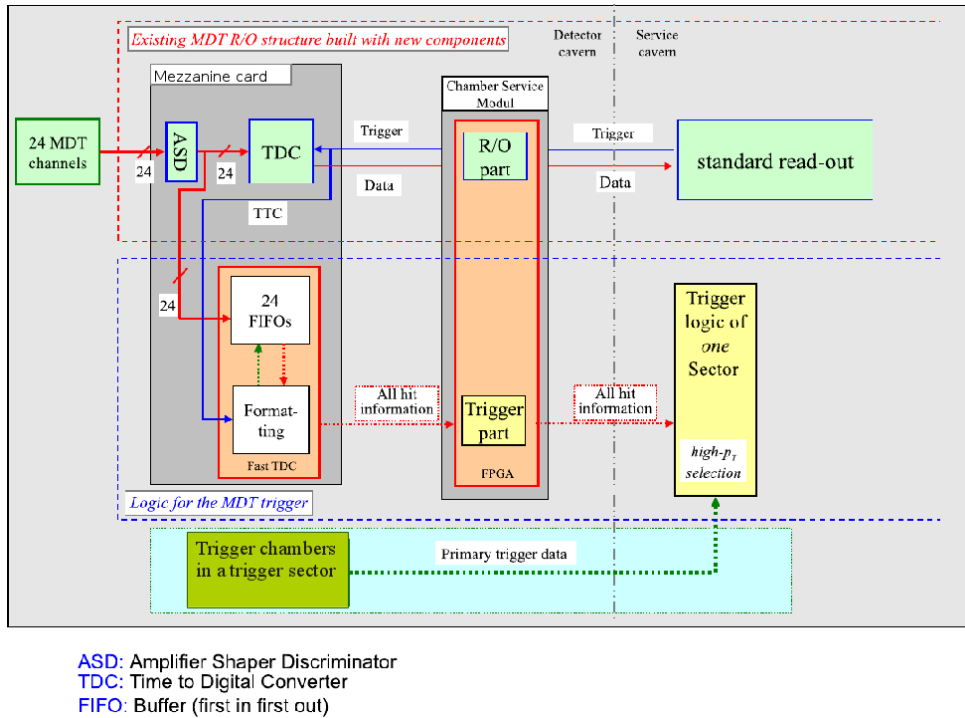 Existing MDT R/O structure built with new components
Detector
cavern
Service
cavern
Mezzanine card
Chamber Service
Modul
24 MDT
channels
24
ASD
24
TDC
Trigger
Data
TTC
R/O
part
Trigger
Data
standard read-out
24
24
FIFOs
Format-
ting
Fast TDC
All hit
information
Trigger
part
FPGA
All hit
information
Trigger
logic of
one
Sector
high-pT
selection
Logic for the MDT trigger
Trigger chambers
in a trigger sector
Primary trigger data
ASD: Amplifier Shaper Discriminator
TDC: Time to Digital Converter
FIFO: Buffer (first in first out)